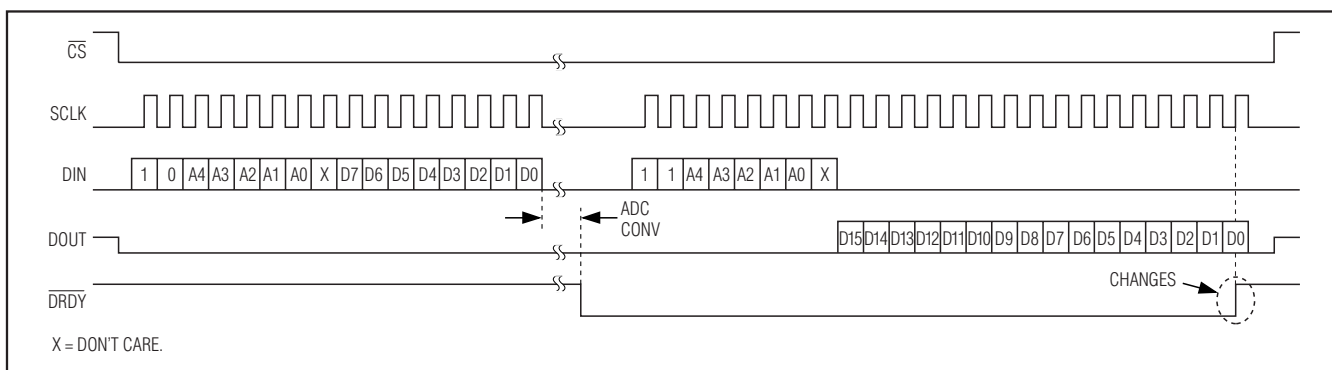 CS
SCLK
DIN 1 0 A4 A3 A2 A1 A0 X D7 D6 D5 D4 D3 D2 D1 D0 1 1 A4 A3 A2 A1 A0 X
ADC
CONV
DOUT D15 D14 D13 D12 D11 D10 D9 D8 D7 D6 D5 D4 D3 D2 D1 D0
CHANGES
DRDY
X = DON'T CARE.